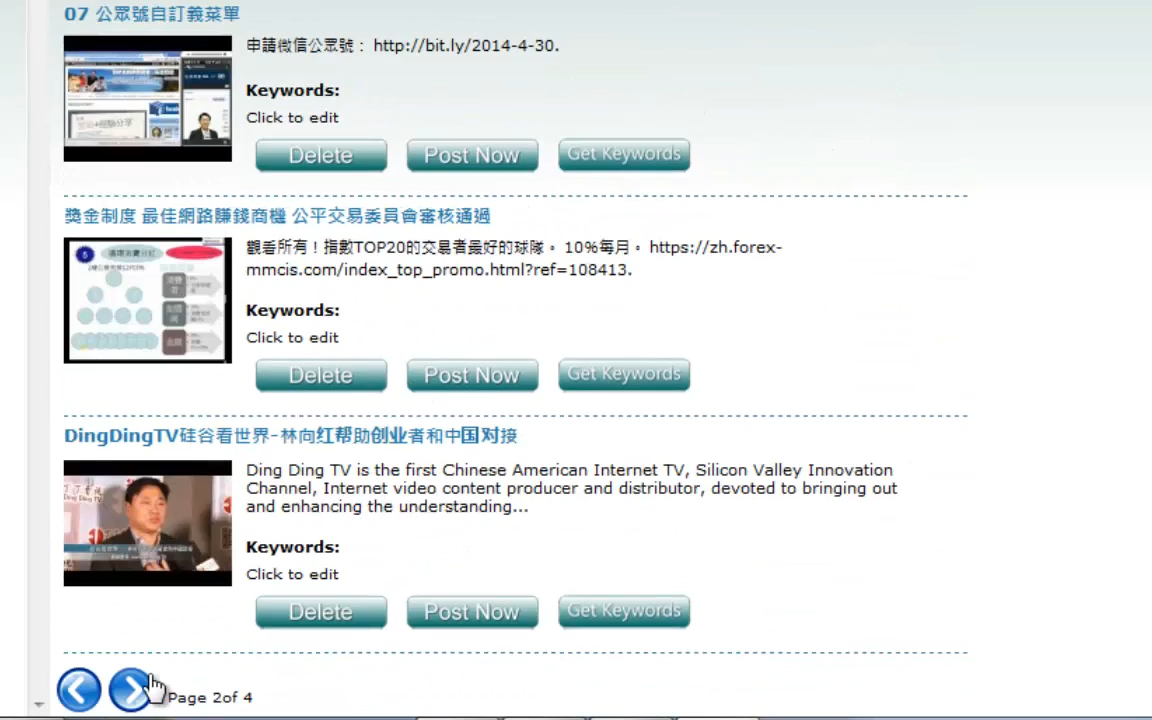 07 公眾號自訂義菜單
申請微信公眾號： http://bit.ly/2014-4-30.
Keywords:
Click to edit
Delete Post Now Get Keywords
獎金制度 最佳網路賺錢商機 公平交易委員會審核通過
觀看所有！指數TOP20的交易者最好的球隊。 10%每月。 https://zh.forex-
mmcis.com/index_top_promo.html?ref=108413.
Keywords:
Click to edit
Delete Post Now Get Keywords
DingDingTV硅谷看世界-林向红帮助创业者和中国对接
Ding Ding TV is the first Chinese American Internet TV, Silicon Valley Innovation
Channel, Internet video content producer and distributor, devoted to bringing out
and enhancing the understanding...
Keywords:
Click to edit
Delete Post Now Get Keywords
Page 2of 4